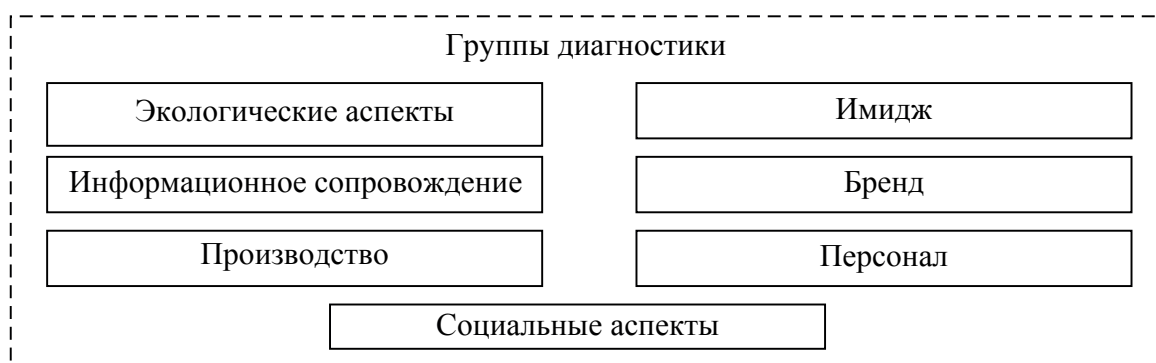 Группы диагностики
Экологические аспекты
Имидж
Информационное сопровождение
Бренд
Производство
Персонал
Социальные аспекты